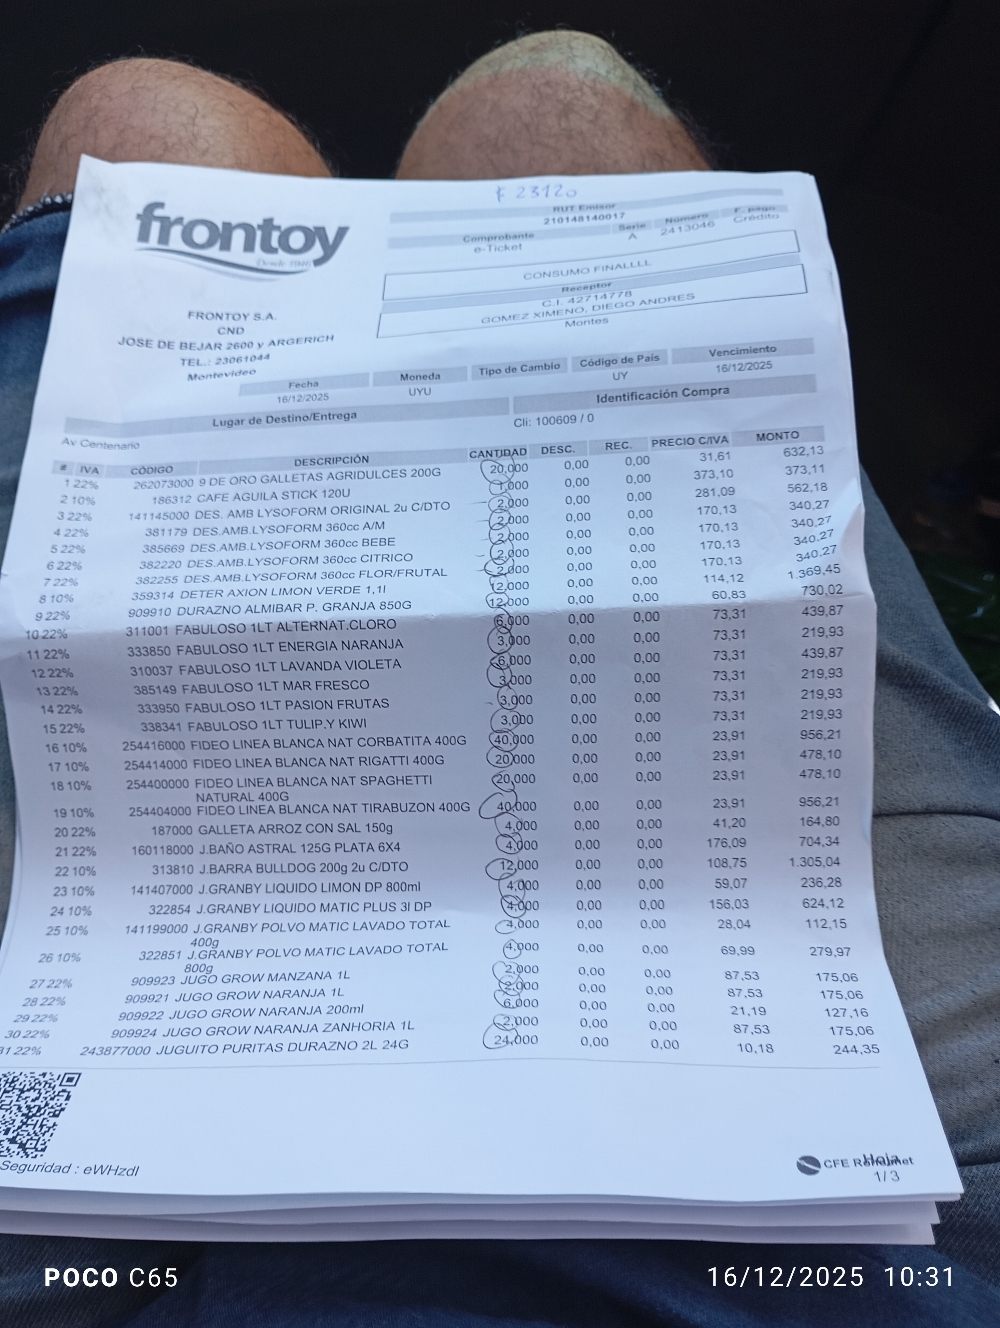 F 23120
frontoy
Desde 1940
RUT Emisor
210148140017
Comprobante Serie Número F. pago
e-Ticket A 2413046 Crédito
CONSUMO FINALLLL
Receptor
C.I. 42714778
GOMEZ XIMENO, DIEGO ANDRES
Montes
FRONTOY S.A.
CND
JOSE DE BEJAR 2600 y ARGERICH
TEL.: 23061044
Montevideo
Fecha Moneda Tipo de Cambio Código de País Vencimiento
16/12/2025 UYU UY 16/12/2025
Lugar de Destino/Entrega Identificación Compra
Av Centenario Cli: 100609 / 0
# IVA CÓDIGO DESCRIPCIÓN CANTIDAD DESC. REC. PRECIO C/IVA MONTO
1 22% 262073000 9 DE ORO GALLETAS AGRIDULCES 200G 20,000 0,00 0,00 31,61 632,13
2 10% 186312 CAFE AGUILA STICK 120U 1,000 0,00 0,00 373,10 373,11
3 22% 141145000 DES. AMB LYSOFORM ORIGINAL 2u C/DTO 2,000 0,00 0,00 281,09 562,18
4 22% 381179 DES.AMB.LYSOFORM 360cc A/M 2,000 0,00 0,00 170,13 340,27
5 22% 385669 DES.AMB.LYSOFORM 360cc BEBE 2,000 0,00 0,00 170,13 340,27
6 22% 382220 DES.AMB.LYSOFORM 360cc CITRICO 2,000 0,00 0,00 170,13 340,27
7 22% 382255 DES.AMB.LYSOFORM 360cc FLOR/FRUTAL 2,000 0,00 0,00 170,13 340,27
8 10% 359314 DETER AXION LIMON VERDE 1,1l 12,000 0,00 0,00 114,12 1.369,45
9 22% 909910 DURAZNO ALMIBAR P. GRANJA 850G 12,000 0,00 0,00 60,83 730,02
10 22% 311001 FABULOSO 1LT ALTERNAT.CLORO 6,000 0,00 0,00 73,31 439,87
11 22% 333850 FABULOSO 1LT ENERGIA NARANJA 3,000 0,00 0,00 73,31 219,93
12 22% 310037 FABULOSO 1LT LAVANDA VIOLETA 6,000 0,00 0,00 73,31 439,87
13 22% 385149 FABULOSO 1LT MAR FRESCO 3,000 0,00 0,00 73,31 219,93
14 22% 333950 FABULOSO 1LT PASION FRUTAS 3,000 0,00 0,00 73,31 219,93
15 22% 338341 FABULOSO 1LT TULIP.Y KIWI 3,000 0,00 0,00 73,31 219,93
16 10% 254416000 FIDEO LINEA BLANCA NAT CORBATITA 400G 40,000 0,00 0,00 23,91 956,21
17 10% 254414000 FIDEO LINEA BLANCA NAT RIGATTI 400G 20,000 0,00 0,00 23,91 478,10
18 10% 254400000 FIDEO LINEA BLANCA NAT SPAGHETTI 20,000 0,00 0,00 23,91 478,10
NATURAL 400G
19 10% 254404000 FIDEO LINEA BLANCA NAT TIRABUZON 400G 40,000 0,00 0,00 23,91 956,21
20 22% 187000 GALLETA ARROZ CON SAL 150g 4,000 0,00 0,00 41,20 164,80
21 22% 160118000 J.BAÑO ASTRAL 125G PLATA 6X4 4,000 0,00 0,00 176,09 704,34
22 10% 313810 J.BARRA BULLDOG 200g 2u C/DTO 12,000 0,00 0,00 108,75 1.305,04
23 10% 141407000 J.GRANBY LIQUIDO LIMON DP 800ml 4,000 0,00 0,00 59,07 236,28
24 10% 322854 J.GRANBY LIQUIDO MATIC PLUS 3l DP 4,000 0,00 0,00 156,03 624,12
25 10% 141199000 J.GRANBY POLVO MATIC LAVADO TOTAL 4,000 0,00 0,00 28,04 112,15
400g
26 10% 322851 J.GRANBY POLVO MATIC LAVADO TOTAL 4,000 0,00 0,00 69,99 279,97
800g
27 22% 909923 JUGO GROW MANZANA 1L 2,000 0,00 0,00 87,53 175,06
28 22% 909921 JUGO GROW NARANJA 1L 2,000 0,00 0,00 87,53 175,06
29 22% 909922 JUGO GROW NARANJA 200ml 6,000 0,00 0,00 21,19 127,16
30 22% 909924 JUGO GROW NARANJA ZANHORIA 1L 2,000 0,00 0,00 87,53 175,06
31 22% 243877000 JUGUITO PURITAS DURAZNO 2L 24G 24,000 0,00 0,00 10,18 244,35
Seguridad : eWHzdI
CFE Hoja
1/3
POCO C65
16/12/2025 10:31